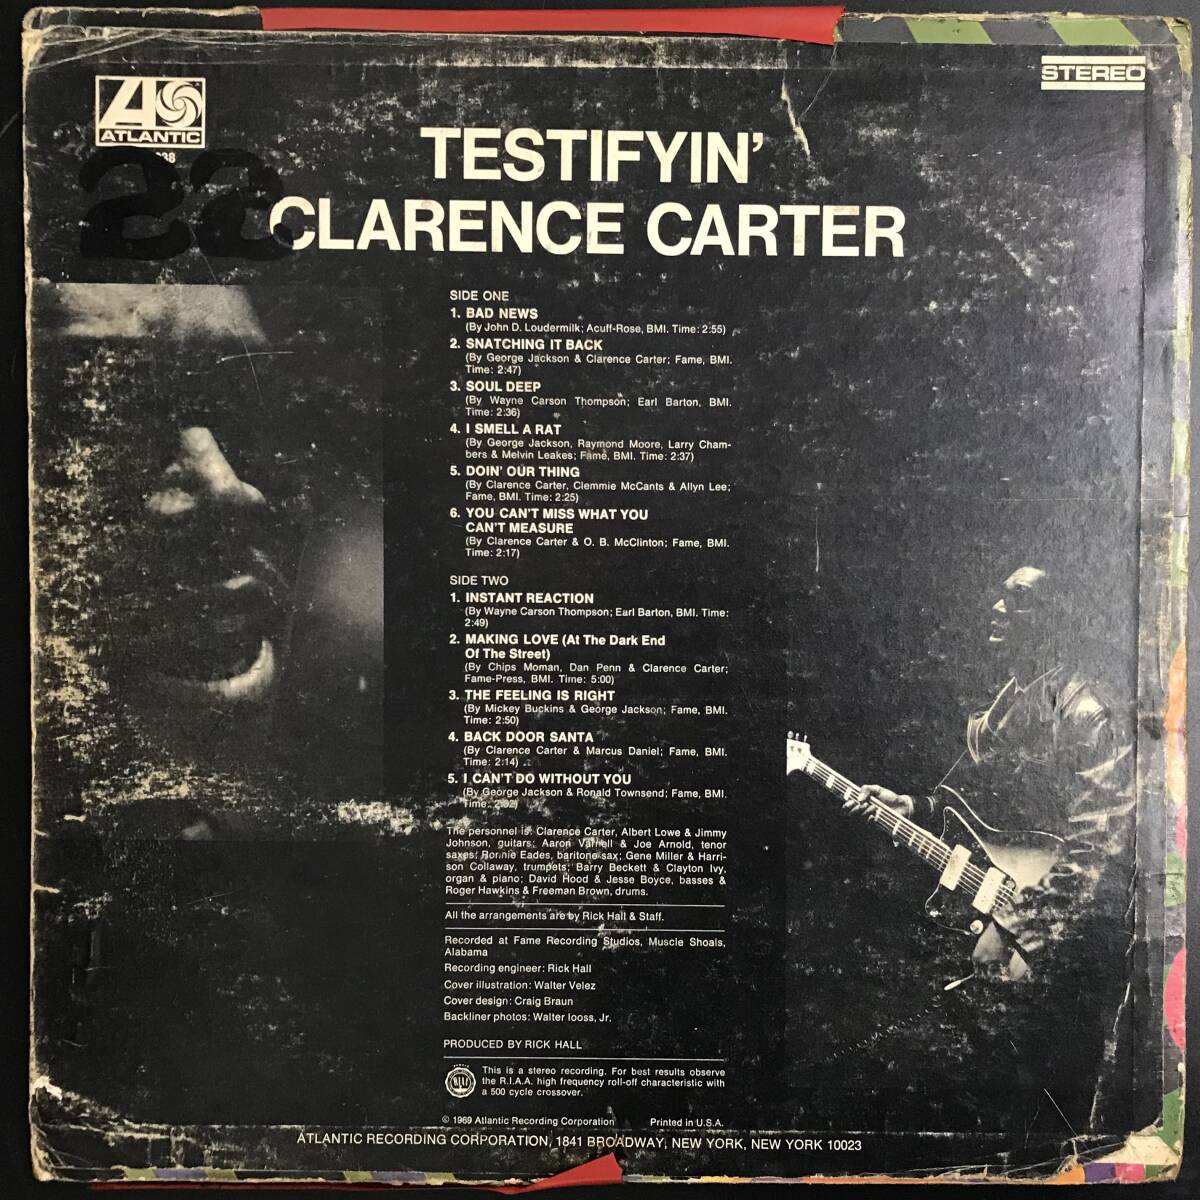 STEREO
ATLANTIC
38
22
TESTIFYIN'
CLARENCE CARTER
SIDE ONE
1. BAD NEWS
(By John D. Loudermilk; Acuff-Rose, BMI. Time: 2:55)
2. SNATCHING IT BACK
(By George Jackson & Clarence Carter; Fame, BMI.
Time: 2:47)
3. SOUL DEEP
(By Wayne Carson Thompson; Earl Barton, BMI.
Time: 2:36)
4. I SMELL A RAT
(By George Jackson, Raymond Moore, Larry Cham-
bers & Melvin Leakes; Fame, BMI. Time: 2:37)
5. DOIN' OUR THING
(By Clarence Carter, Clemmie McCants & Allyn Lee;
Fame, BMI. Time: 2:25)
6. YOU CAN'T MISS WHAT YOU
CAN'T MEASURE
(By Clarence Carter & O. B. McClinton; Fame, BMI.
Time: 2:17)
SIDE TWO
1. INSTANT REACTION
(By Wayne Carson Thompson; Earl Barton, BMI. Time:
2:49)
2. MAKING LOVE (At The Dark End
Of The Street)
(By Chips Moman, Dan Penn & Clarence Carter;
Fame-Press, BMI. Time: 5:00)
3. THE FEELING IS RIGHT
(By Mickey Buckins & George Jackson; Fame, BMI.
Time: 2:50)
4. BACK DOOR SANTA
(By Clarence Carter & Marcus Daniel; Fame, BMI.
Time: 2:14)
5. I CAN'T DO WITHOUT YOU
(By George Jackson & Ronald Townsend; Fame, BMI.
Time:
The personnel is: Clarence Carter, Albert Lowe & Jimmy
Johnson, guitars; Aaron Varnell & Joe Arnold, tenor
saxes; Ronnie Eades, baritone sax; Gene Miller & Harri-
son Collaway, trumpets; Barry Beckett & Clayton Ivy,
organ & piano; David Hood & Jesse Boyce, basses &
Roger Hawkins & Freeman Brown, drums.
All the arrangements are by Rick Hall & Staff.
Recorded at Fame Recording Studios, Muscle Shoals,
Alabama
Recording engineer: Rick Hall
Cover illustration: Walter Velez
Cover design: Craig Braun
Backliner photos: Walter Iooss, Jr.
PRODUCED BY RICK HALL
This is a stereo recording. For best results observe
the R.I.A.A. high frequency roll-off characteristic with
a 500 cycle crossover.
© 1969 Atlantic Recording Corporation Printed in U.S.A.
ATLANTIC RECORDING CORPORATION, 1841 BROADWAY, NEW YORK, NEW YORK 10023